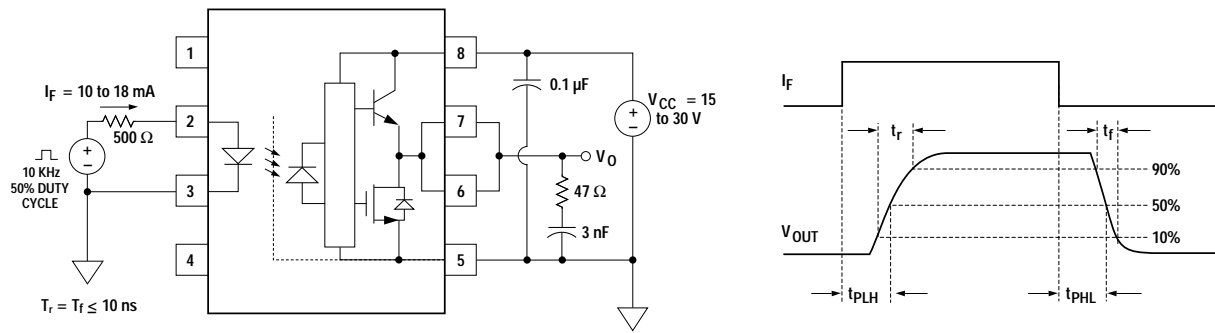 1
8
I_F = 10 to 18 mA
500 Ω
2
0.1 µF
+
–
V_CC = 15
to 30 V
7
V_O
+
–
10 KHz
50% DUTY
CYCLE
3
6
47 Ω
3 nF
4
5
T_r = T_f ≤ 10 ns
I_F
t_r
t_f
90%
50%
10%
V_OUT
t_PLH
t_PHL